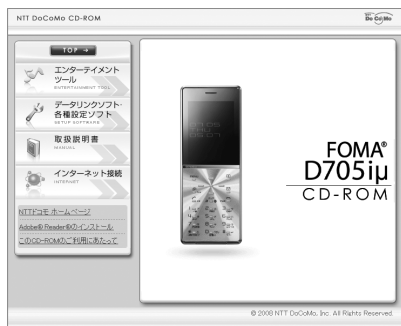 NTT DoCoMo CD-ROM
NTT
DoCoMo
TOP →
エンターテイメント
ツール
ENTERTAINMENT TOOL
データリンクソフト・
各種設定ソフト
SETUP SOFTWARE
取扱説明書
MANUAL
インターネット接続
INTERNET
NTTドコモ ホームページ
Adobe® Reader®のインストール
このCD-ROMのご利用にあたって
FOMA®
D705iμ
CD-ROM
© 2008 NTT DoCoMo, Inc. All Rights Reserved.